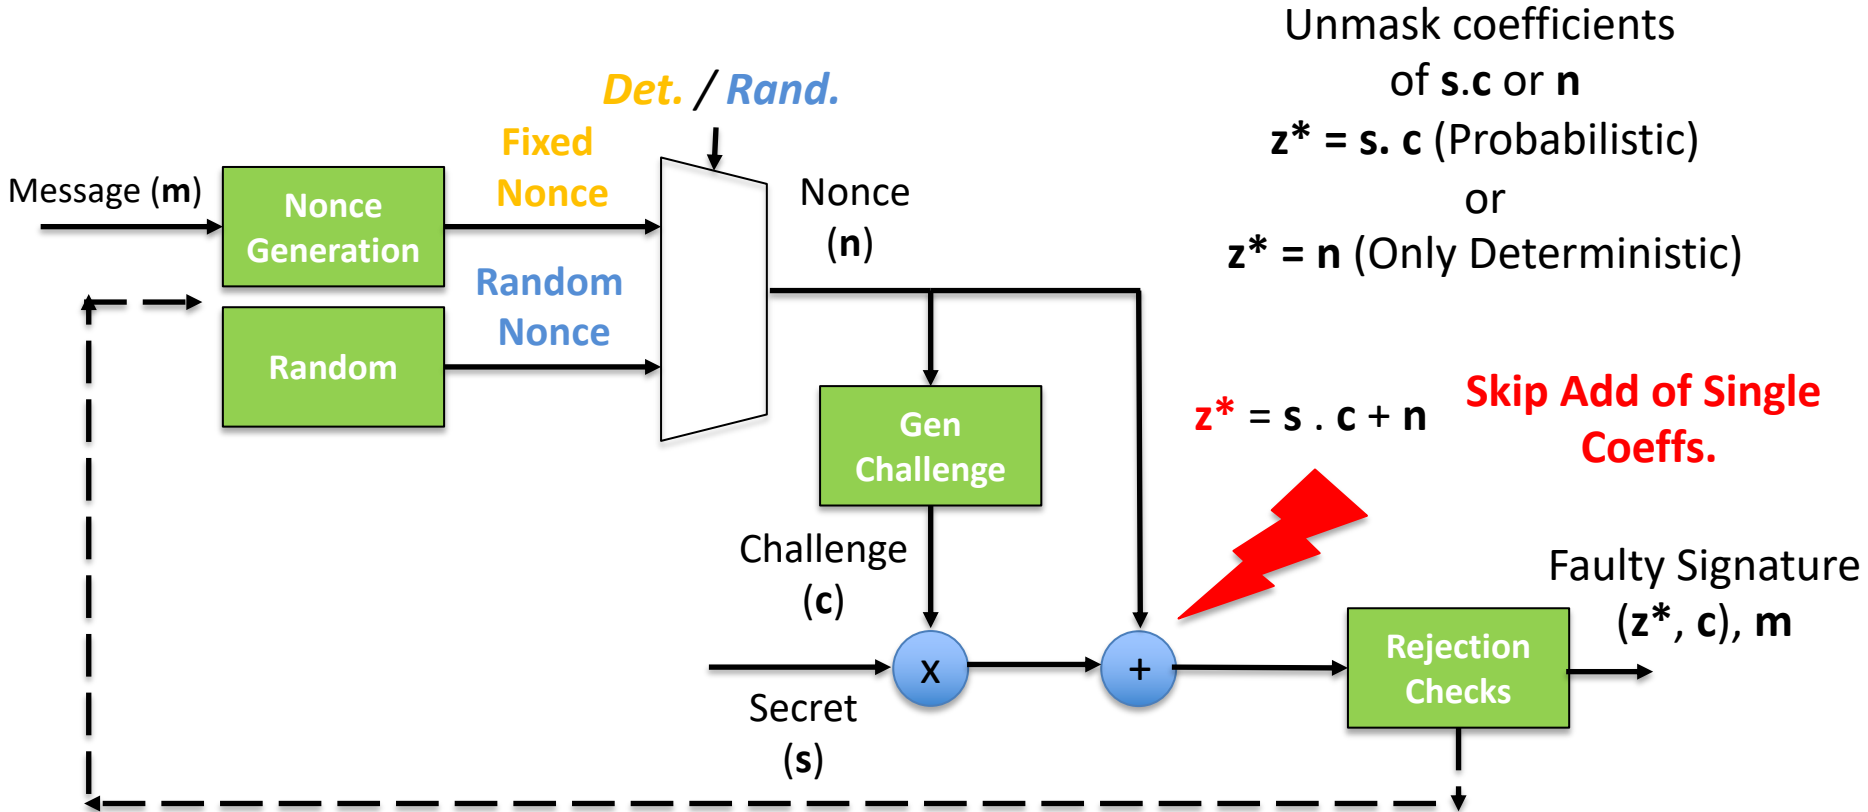 Unmask coefficients
of s.c or n
z* = s. c (Probabilistic)
or
z* = n (Only Deterministic)
Det. / Rand.
Fixed
Nonce
Message (m)
Nonce
Generation
Nonce
(n)
Random
Nonce
Random
Gen
Challenge
z* = s . c + n
Skip Add of Single
Coeffs.
Challenge
(c)
Faulty Signature
(z*, c), m
x
+
Rejection
Checks
Secret
(s)